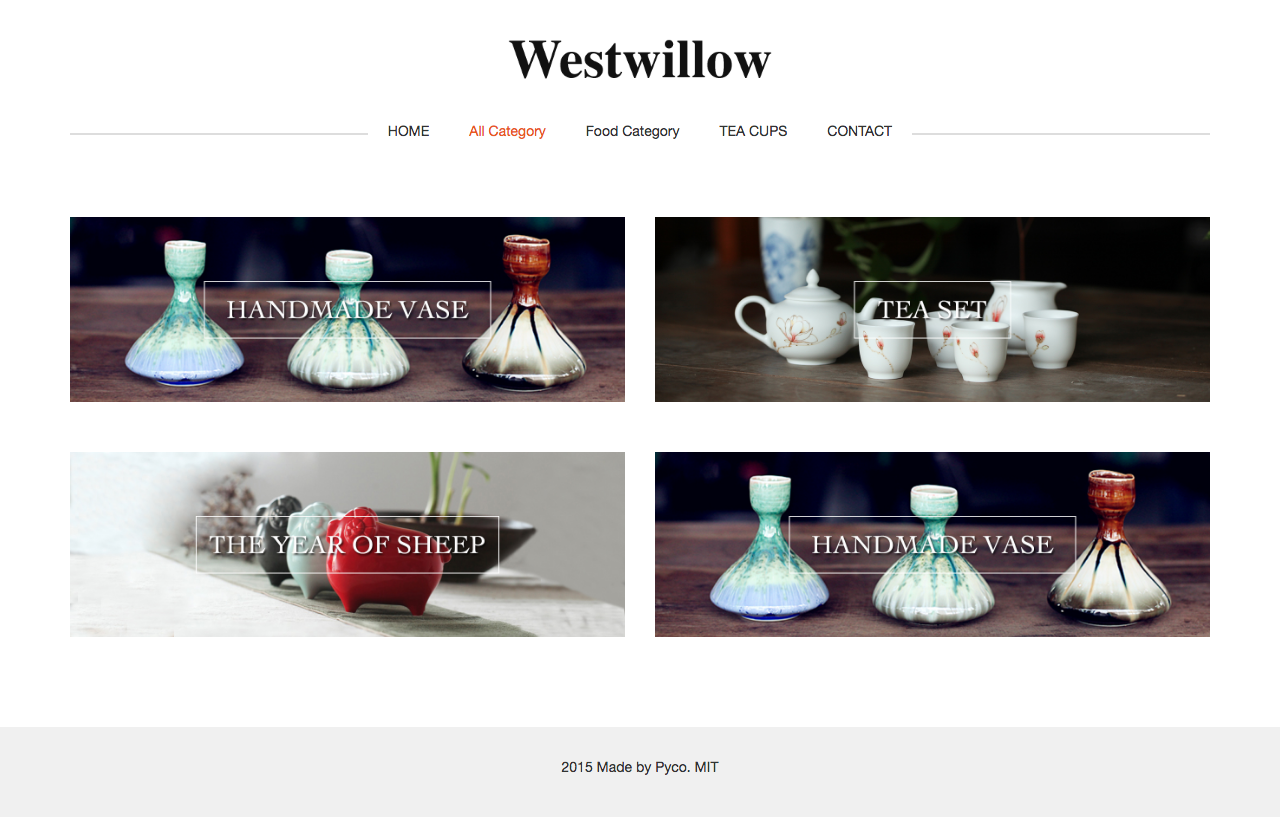 Westwillow
HOME All Category Food Category TEA CUPS CONTACT
HANDMADE VASE
TEA SET
THE YEAR OF SHEEP
HANDMADE VASE
2015 Made by Pyco. MIT